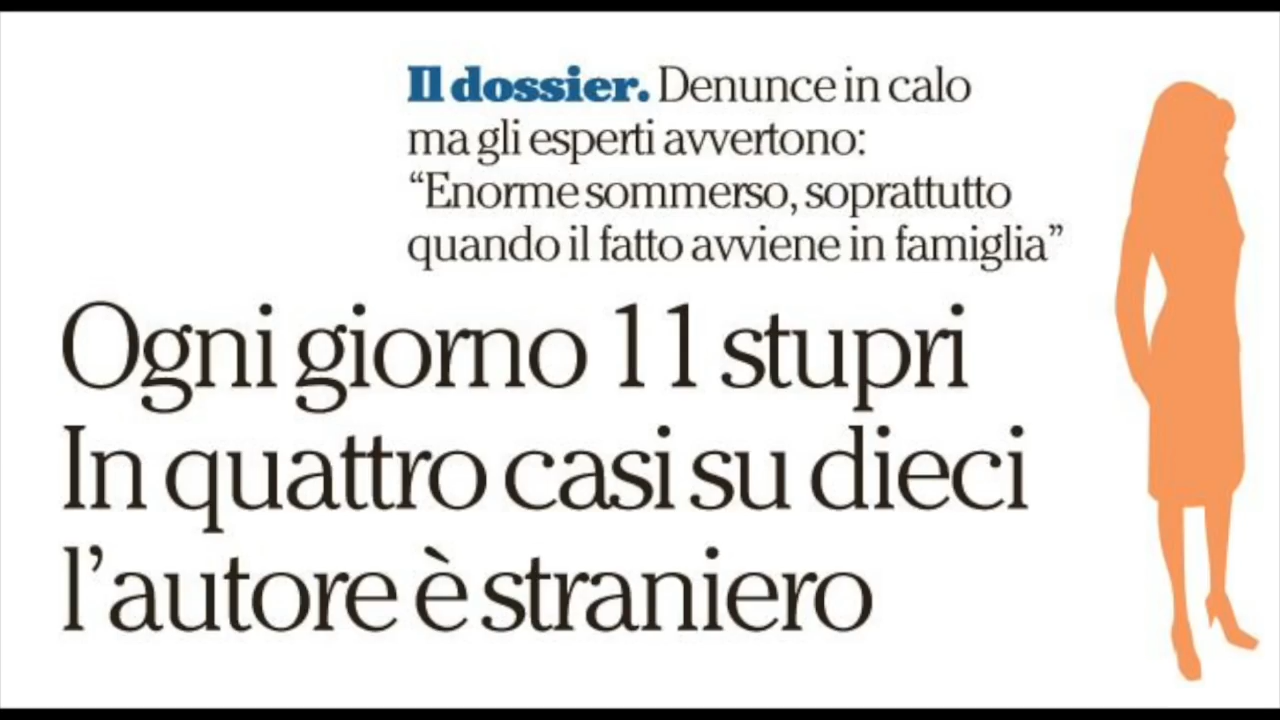 Il dossier. Denunce in calo
ma gli esperti avvertono:
“Enorme sommerso, soprattutto
quando il fatto avviene in famiglia”
Ogni giorno 11 stupri
In quattro casi su dieci
l’autore è straniero